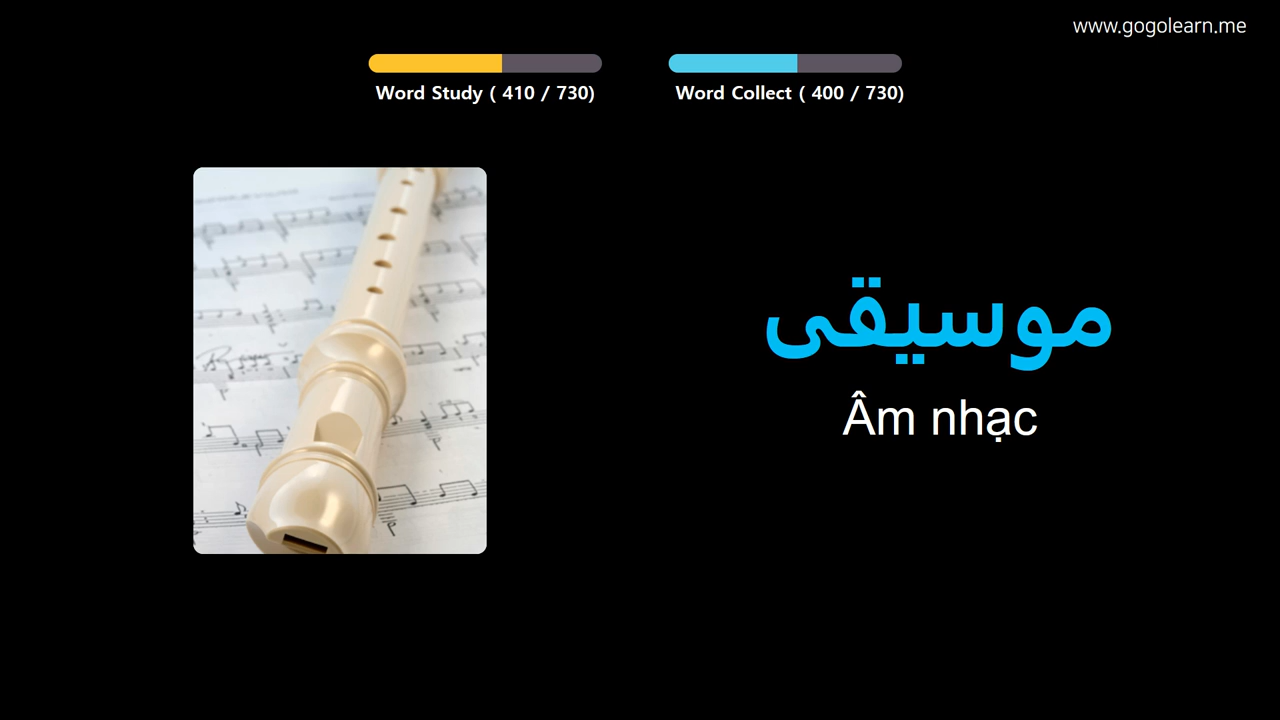 www.gogolearn.me
Word Study ( 410 / 730)
Word Collect ( 400 / 730)
موسيقى
Âm nhạc